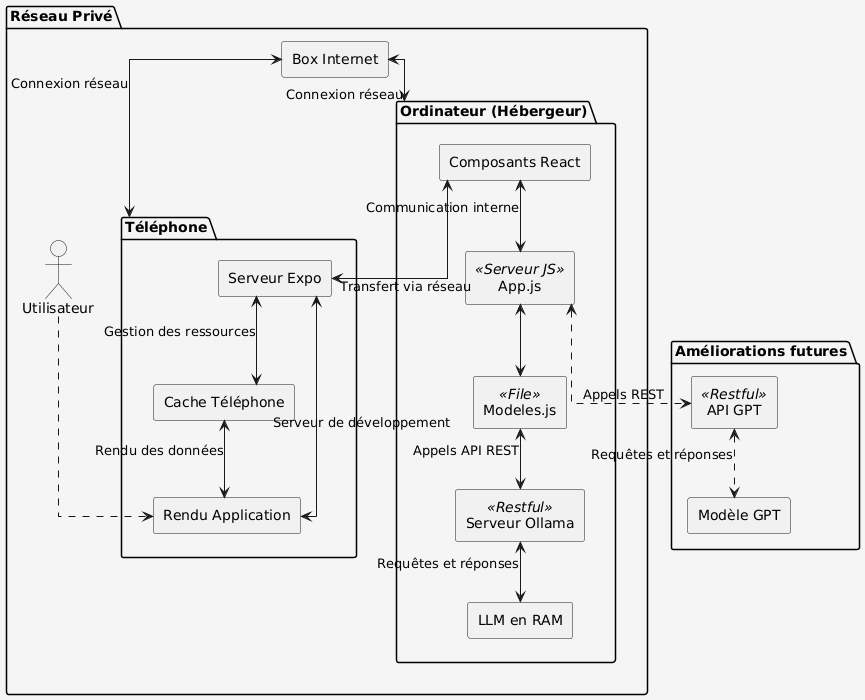 Réseau Privé
Box Internet
Connexion réseau
Connexion réseau
Ordinateur (Hébergeur)
Composants React
Communication interne
Téléphone
Utilisateur
Serveur Expo
«Serveur JS»
App.js
Transfert via réseau
Gestion des ressources
Améliorations futures
Cache Téléphone
«File»
Modeles.js
Appels REST
«Restful»
API GPT
Serveur de développement
Rendu des données
Appels API REST
Requêtes et réponses
Rendu Application
«Restful»
Serveur Ollama
Modèle GPT
Requêtes et réponses
LLM en RAM